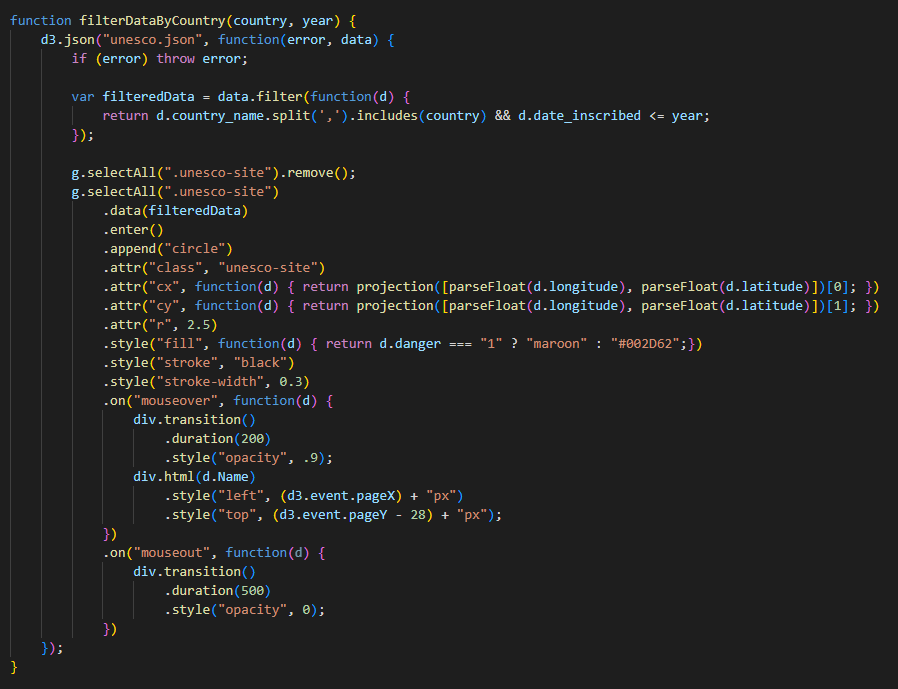 function filterDataByCountry(country, year) {
    d3.json("unesco.json", function(error, data) {
        if (error) throw error;

        var filteredData = data.filter(function(d) {
            return d.country_name.split(',').includes(country) && d.date_inscribed <= year;
        });

        g.selectAll(".unesco-site").remove();
        g.selectAll(".unesco-site")
            .data(filteredData)
            .enter()
            .append("circle")
            .attr("class", "unesco-site")
            .attr("cx", function(d) { return projection([parseFloat(d.longitude), parseFloat(d.latitude)])[0]; })
            .attr("cy", function(d) { return projection([parseFloat(d.longitude), parseFloat(d.latitude)])[1]; })
            .attr("r", 2.5)
            .style("fill", function(d) { return d.danger === "1" ? "maroon" : "#002D62";})
            .style("stroke", "black")
            .style("stroke-width", 0.3)
            .on("mouseover", function(d) {
                div.transition()
                    .duration(200)
                    .style("opacity", .9);
                div.html(d.Name)
                    .style("left", (d3.event.pageX) + "px")
                    .style("top", (d3.event.pageY - 28) + "px");
            })
            .on("mouseout", function(d) {
                div.transition()
                    .duration(500)
                    .style("opacity", 0);
            })
    });
}